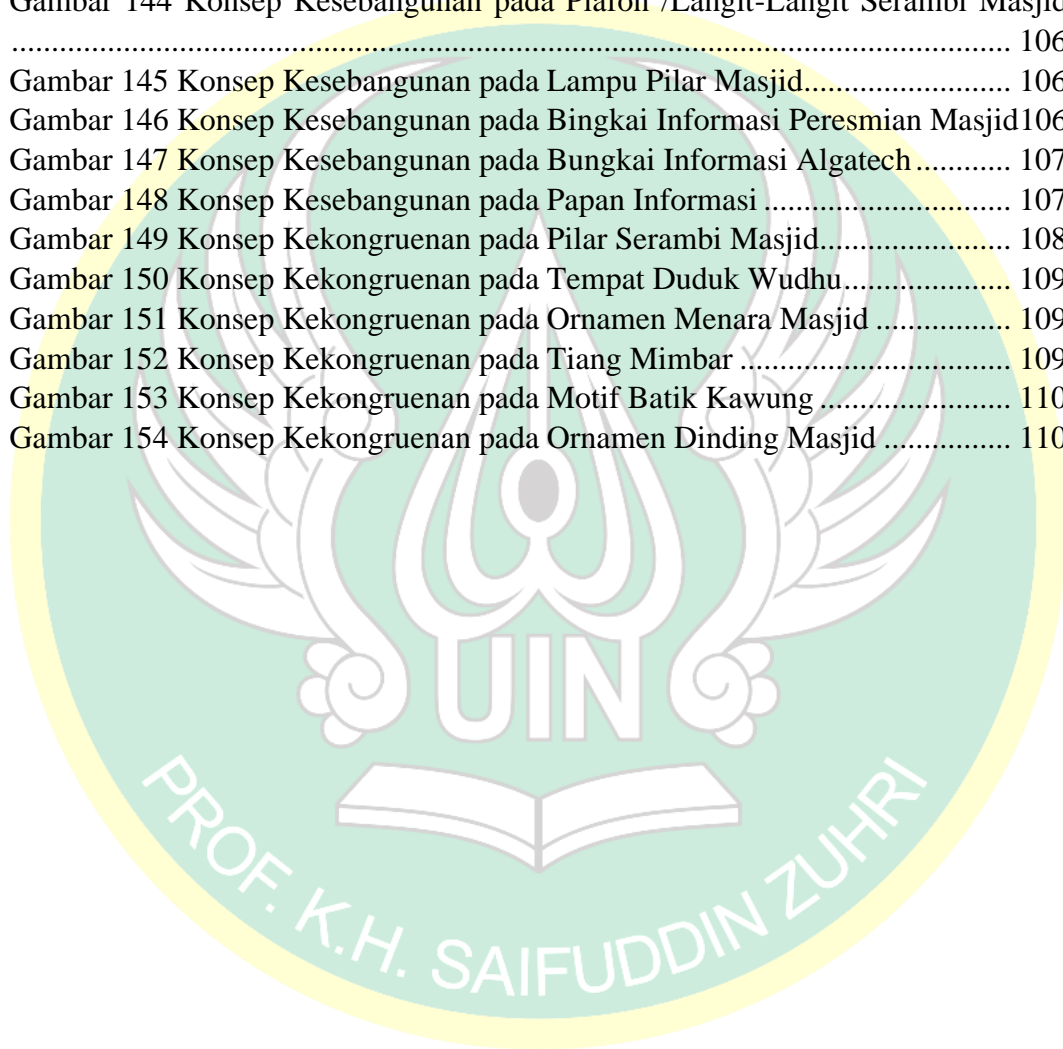 Gambar 144 Konsep Kesebangunan pada Plafon /Langit-Langit Serambi Masjid
........................................................................................................................ 106
Gambar 145 Konsep Kesebangunan pada Lampu Pilar Masjid......................... 106
Gambar 146 Konsep Kesebangunan pada Bingkai Informasi Peresmian Masjid106
Gambar 147 Konsep Kesebangunan pada Bungkai Informasi Algatech ............ 107
Gambar 148 Konsep Kesebangunan pada Papan Informasi .............................. 107
Gambar 149 Konsep Kekongruenan pada Pilar Serambi Masjid....................... 108
Gambar 150 Konsep Kekongruenan pada Tempat Duduk Wudhu.................... 109
Gambar 151 Konsep Kekongruenan pada Ornamen Menara Masjid ................ 109
Gambar 152 Konsep Kekongruenan pada Tiang Mimbar ................................. 109
Gambar 153 Konsep Kekongruenan pada Motif Batik Kawung ....................... 110
Gambar 154 Konsep Kekongruenan pada Ornamen Dinding Masjid ............... 110
UIN
PROF. K.H. SAIFUDDIN ZUHRI